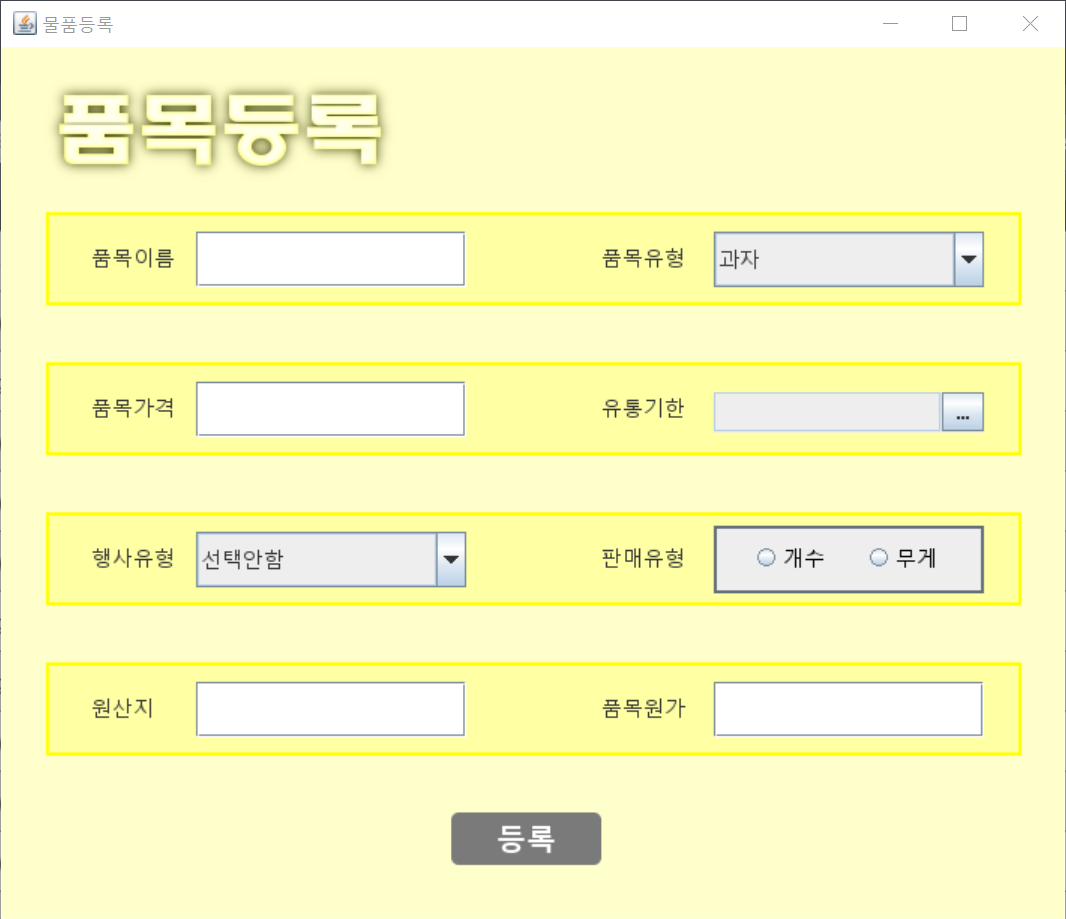 물품등록
품목등록
품목이름 품목유형 과자
품목가격 유통기한 ...
행사유형 선택안함 판매유형 개수 무게
원산지 품목원가
등록